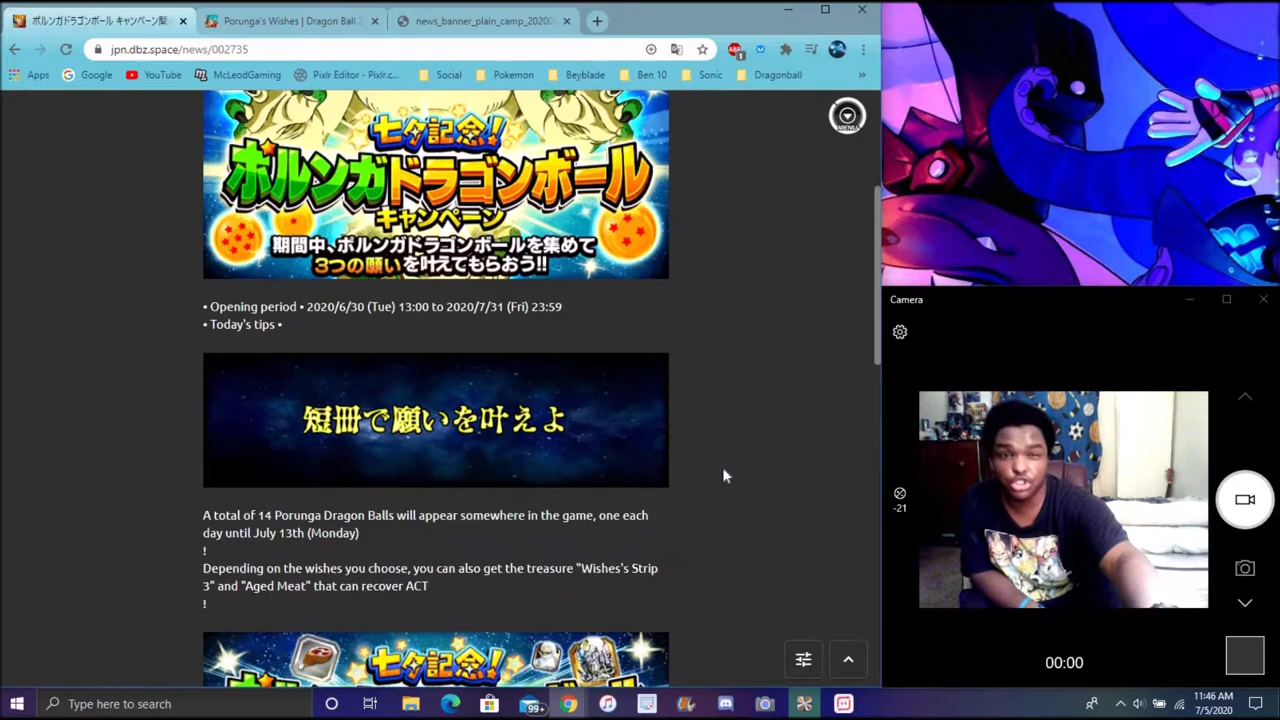 ポルンガドラゴンボール キャンペーン開
Porunga's Wishes | Dragon Ball Z
news_banner_plain_camp_20200
jpn.dbz.space/news/002735
ABP
1
Apps
Google
YouTube
McLeodGaming
Pixlr Editor - Pixlr.c...
Social
Pokemon
Beyblade
Ben 10
Sonic
Dragonball
»
MENU
七夕記念!
ポルンガドラゴンボール
キャンペーン
期間中、ポルンガドラゴンボールを集めて
3つの願いを叶えてもらおう!!
• Opening period • 2020/6/30 (Tue) 13:00 to 2020/7/31 (Fri) 23:59
• Today's tips •
短冊で願いを叶えよ
A total of 14 Porunga Dragon Balls will appear somewhere in the game, one each
day until July 13th (Monday)
!
Depending on the wishes you choose, you can also get the treasure "Wishes's Strip
3" and "Aged Meat" that can recover ACT
!
七夕記念!
Camera
-21
00:00
Type here to search
99+
11:46 AM
7/5/2020